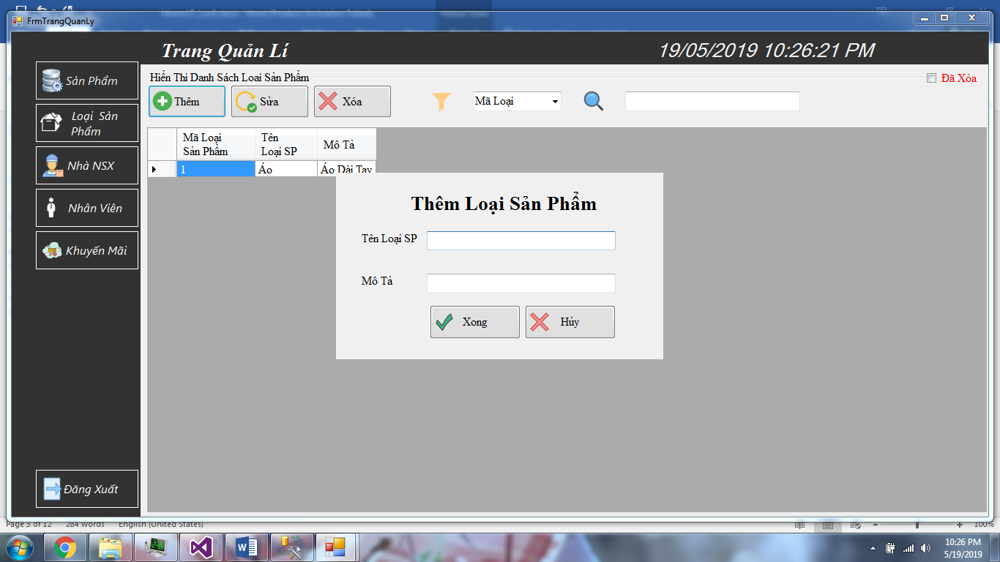 FrmTrangQuanLy
Trang Quản Lí
19/05/2019 10:26:21 PM
Sản Phẩm
Loại Sản
Phẩm
Nhà NSX
Nhân Viên
Khuyến Mãi
Đăng Xuất
Hiển Thị Danh Sách Loại Sản Phẩm
Đã Xóa
Thêm
Sửa
Xóa
Mã Loại
Mã Loại
Sản Phẩm
Tên
Loại SP
Mô Tả
1
Áo
Áo Dài Tay
Thêm Loại Sản Phẩm
Tên Loại SP
Mô Tả
Xong
Hủy
Page 3 of 12
284 words
English (United States)
100%
10:26 PM
5/19/2019